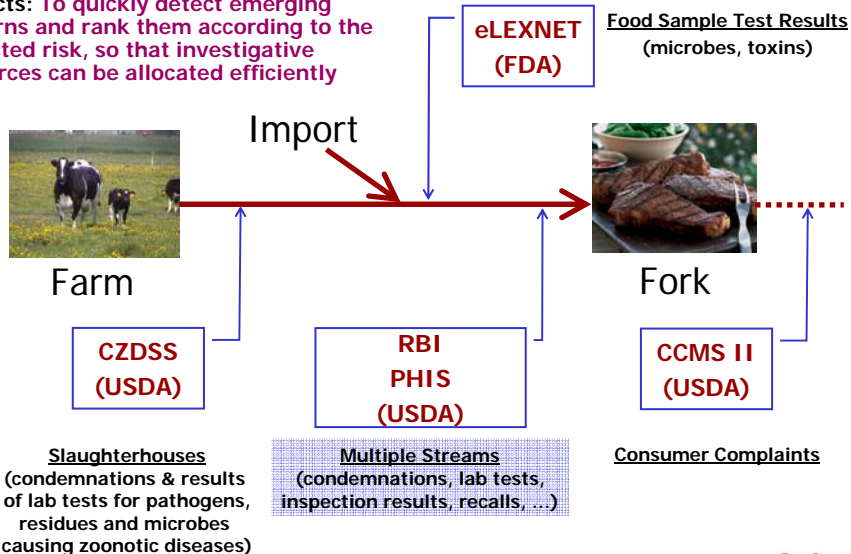 cts: To quickly detect emerging
rns and rank them according to the
cted risk, so that investigative
rces can be allocated efficiently
eLEXNET
(FDA)
Food Sample Test Results
(microbes, toxins)
Import
Farm
Fork
CZDSS
(USDA)
RBI
PHIS
(USDA)
CCMS II
(USDA)
Slaughterhouses
(condemnations & results
of lab tests for pathogens,
residues and microbes
causing zoonotic diseases)
Multiple Streams
(condemnations, lab tests,
inspection results, recalls, ...)
Consumer Complaints